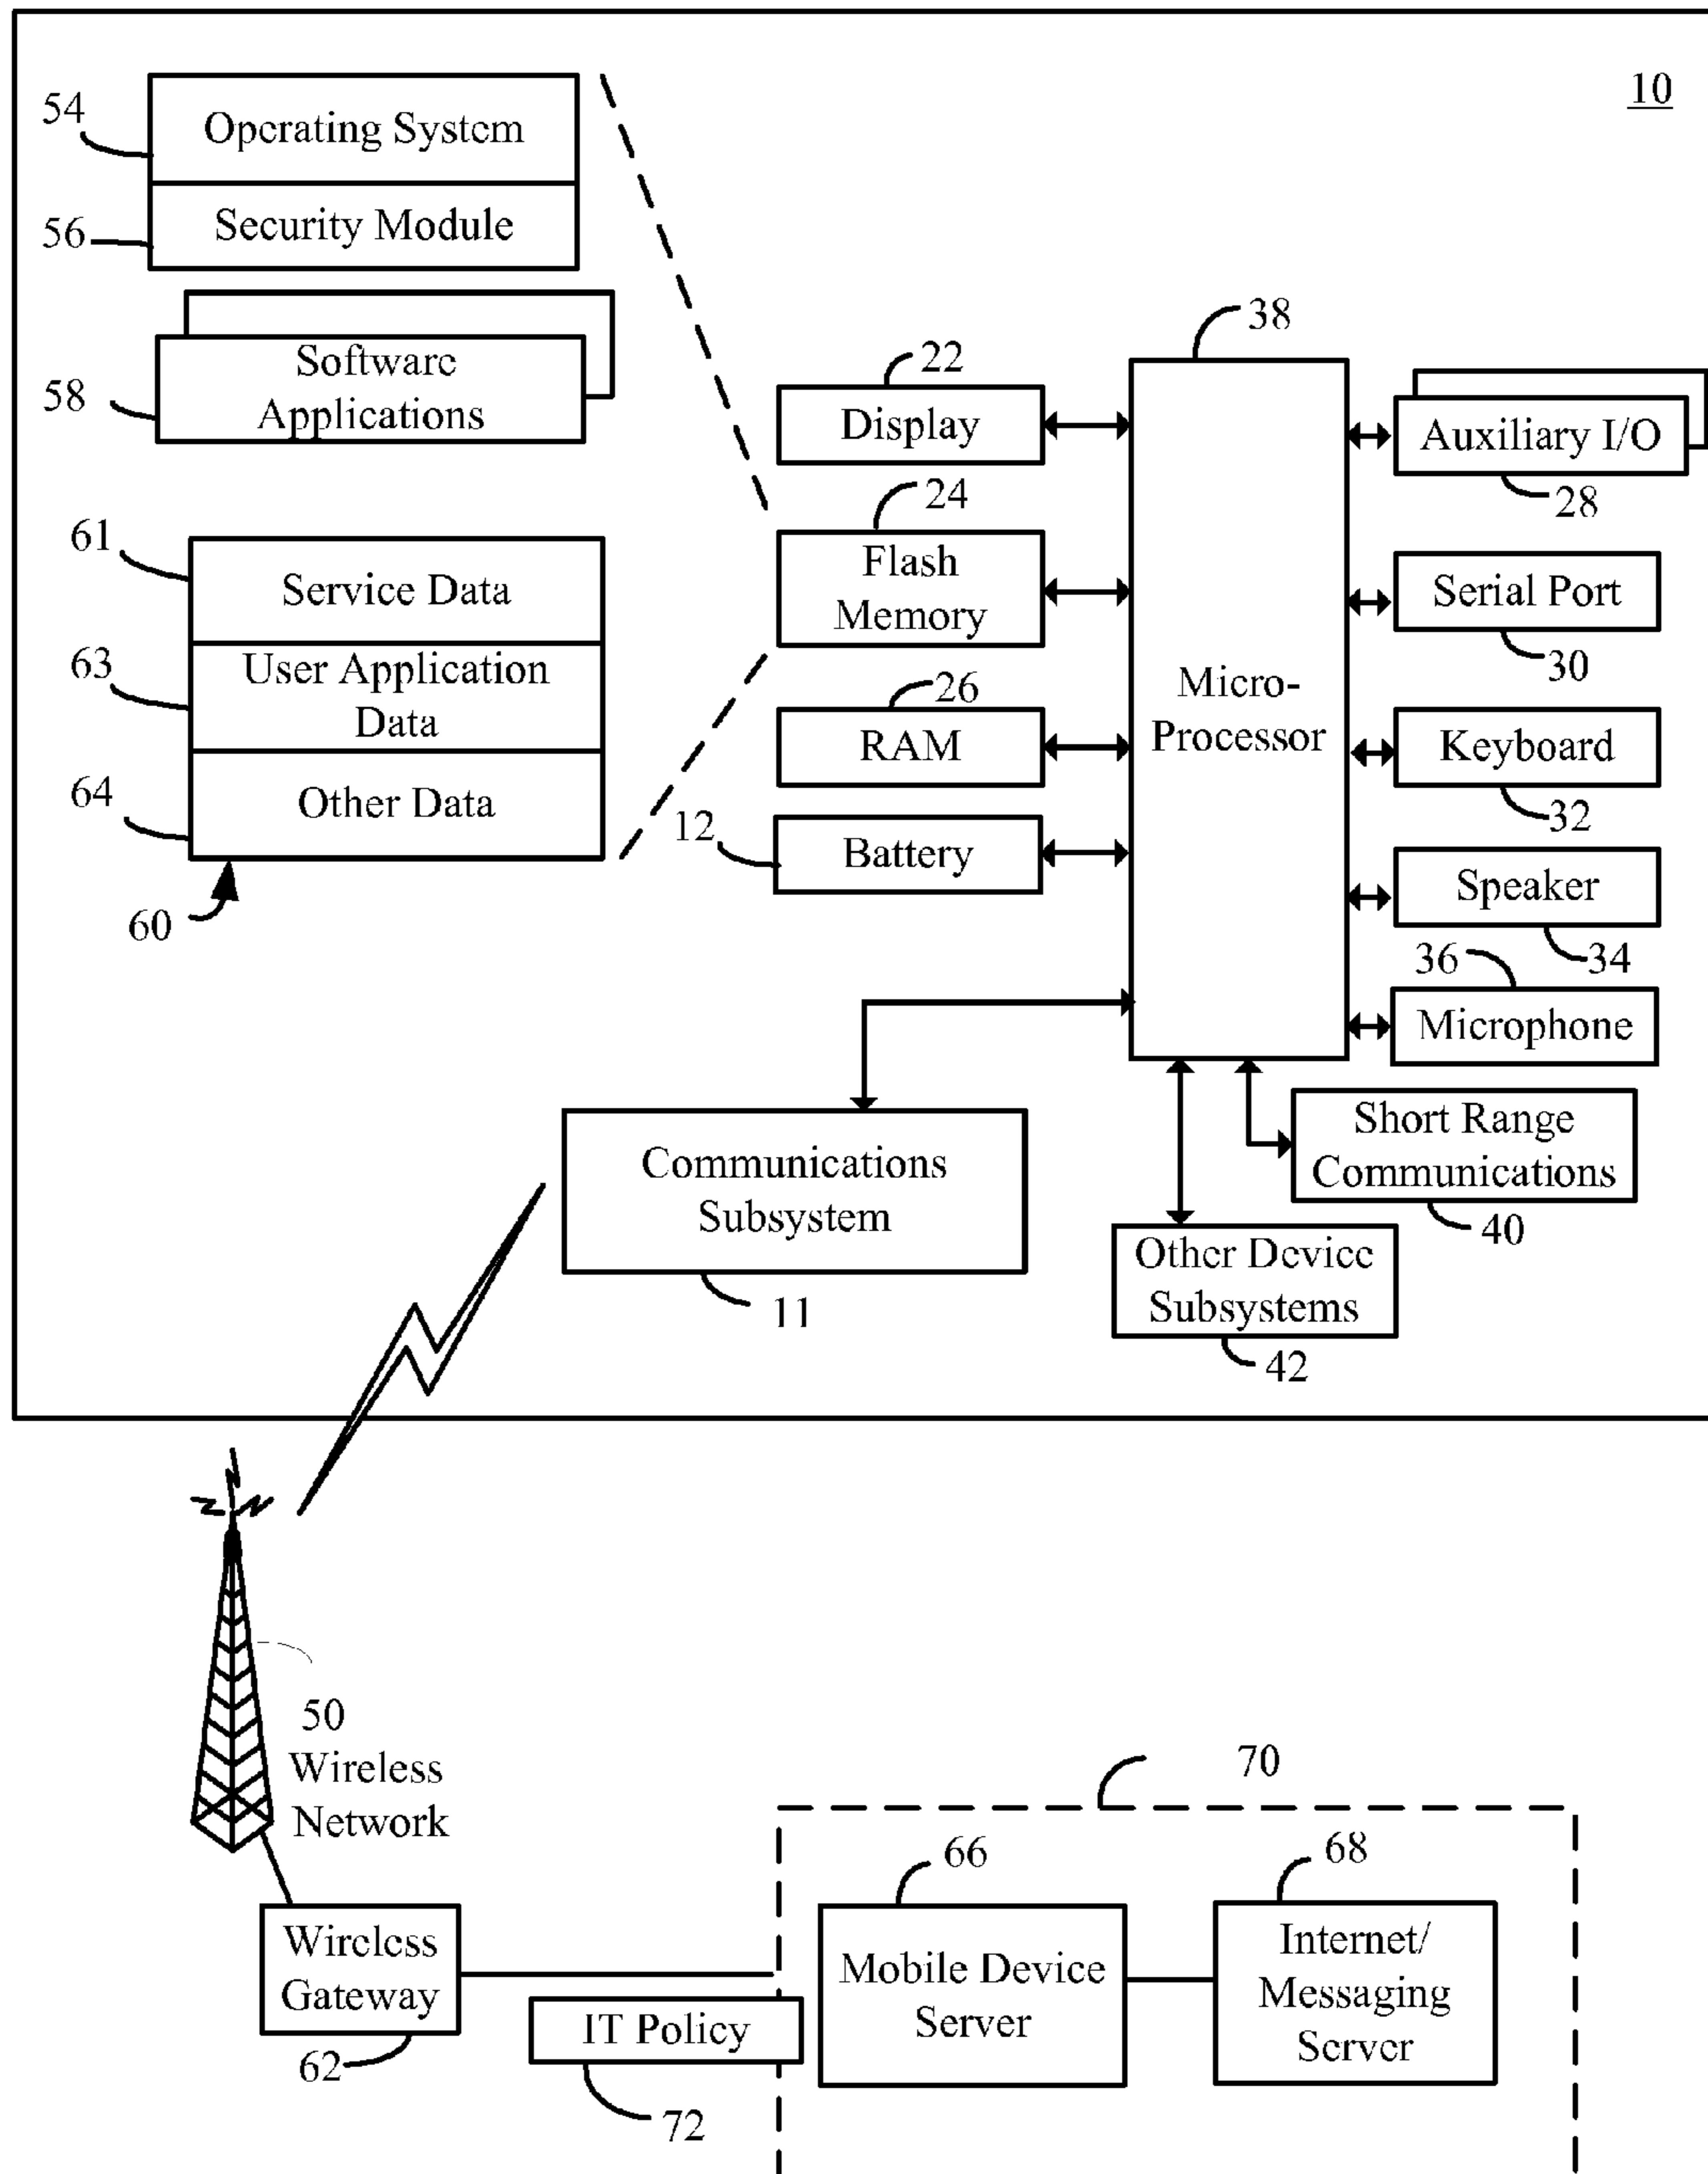 10
54
Operating System
56
Security Module
58
Software
Applications
38
22
Display
Auxiliary I/O
28
24
Flash
Memory
61
Service Data
Serial Port
30
63
User Application
Data
26
RAM
Micro-
Processor
Keyboard
32
64
Other Data
12
Battery
Speaker
34
60
36
Microphone
Communications
Subsystem
11
Short Range
Communications
40
Other Device
Subsystems
42
50
Wireless
Network
70
66
68
Wireless
Gateway
62
Mobile Device
Server
Internet/
Messaging
Server
IT Policy
72